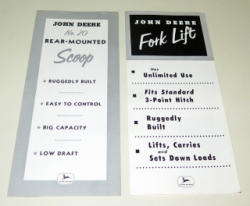 JOHN DEERE
No. 20
REAR-MOUNTED
Scoop
RUGGEDLY BUILT
EASY TO CONTROL
BIG CAPACITY
LOW DRAFT
JOHN DEERE
Fork Lift
Has
Unlimited Use
Fits Standard
3-Point Hitch
Ruggedly
Built
Lifts, Carries
and
Sets Down Loads